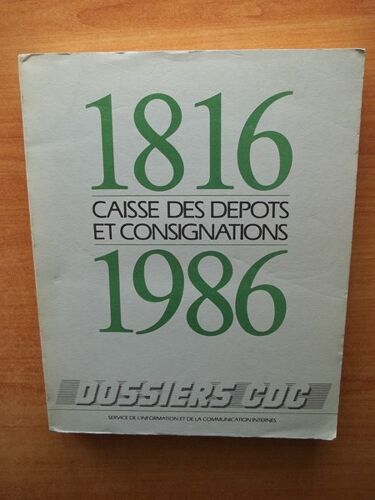 1816
CAISSE DES DEPOTS
ET CONSIGNATIONS
1986
DOSSIERS CDC
SERVICE DE L'INFORMATION ET DE LA COMMUNICATION INTERNES